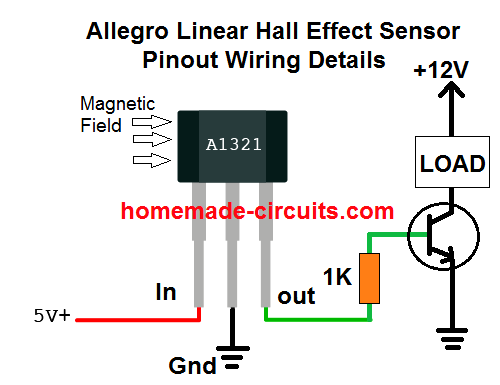 Allegro Linear Hall Effect Sensor
Pinout Wiring Details
+12V
Magnetic
Field
A1321
LOAD
homemade-circuits.com
1K
In
out
5V+
Gnd